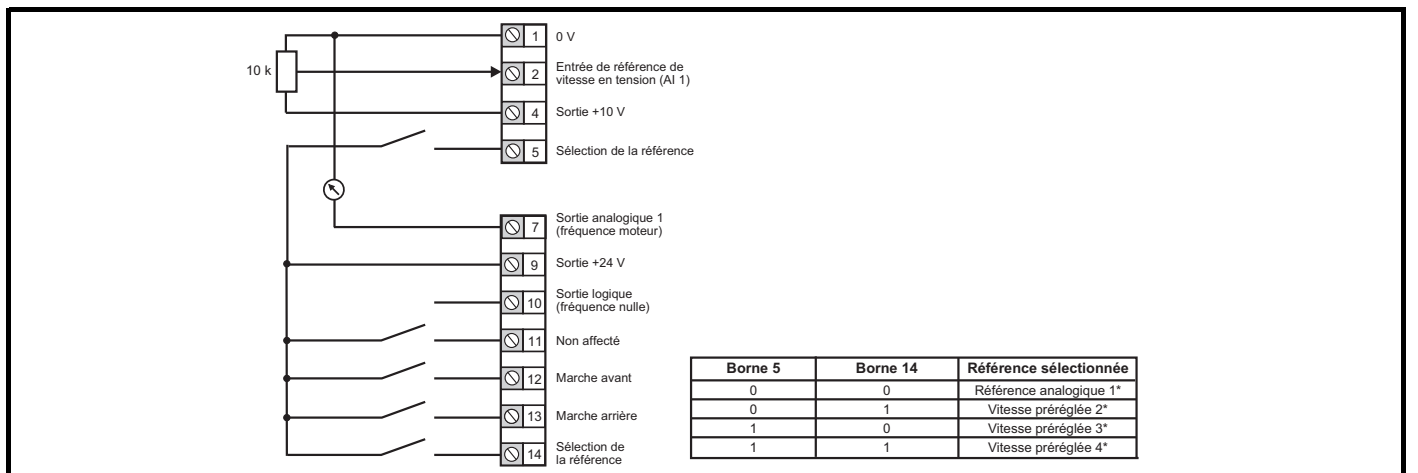 10 k
1 0 V
2 Entrée de référence de
vitesse en tension (AI 1)
4 Sortie +10 V
5 Sélection de la référence
7 Sortie analogique 1
(fréquence moteur)
9 Sortie +24 V
10 Sortie logique
(fréquence nulle)
11 Non affecté
12 Marche avant
13 Marche arrière
14 Sélection de
la référence
Borne 5 Borne 14 Référence sélectionnée
0 0 Référence analogique 1*
0 1 Vitesse préréglée 2*
1 0 Vitesse préréglée 3*
1 1 Vitesse préréglée 4*